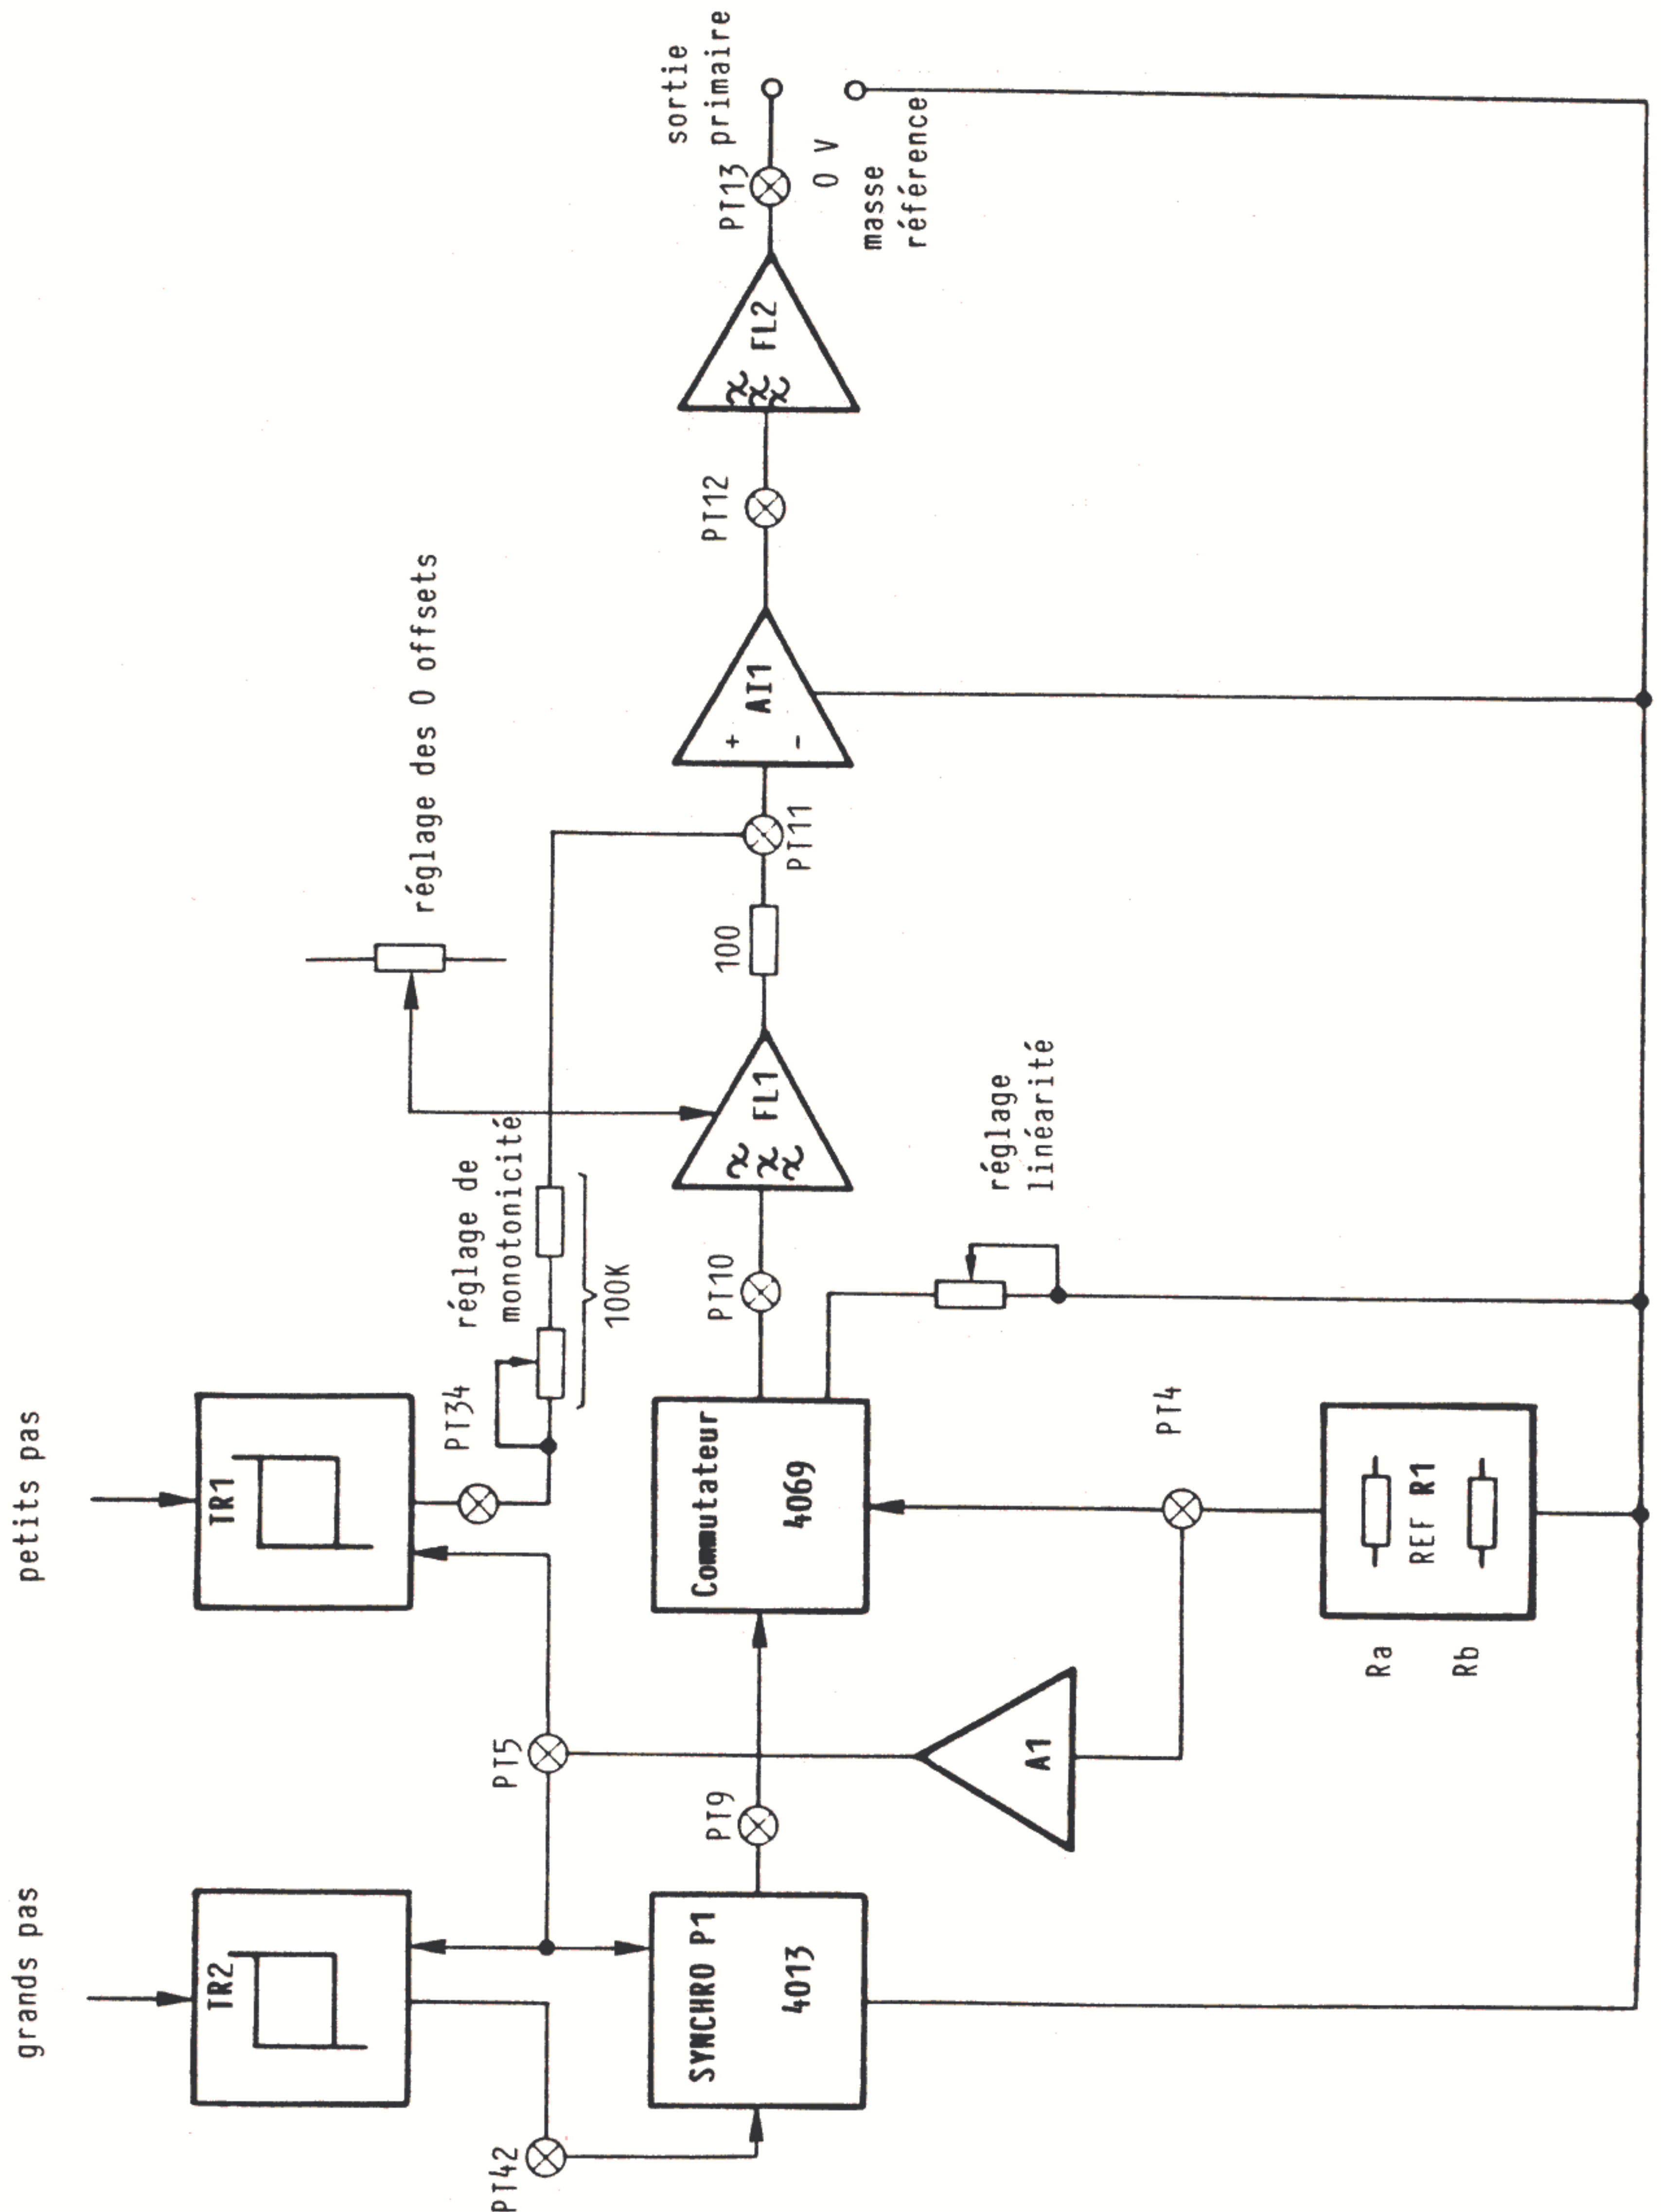 grands pas
petits pas
TR2
TR1
PT42
PT5
PT34
réglage de
monotonicité
100K
réglage des 0 offsets
SYNCHRO P1
4013
PT9
Commutateur
4069
PT10
FL1
100
PT11
+
-
AI1
PT12
FL2
PT13
sortie
primaire
0 V
masse
référence
réglage
linéarité
A1
PT4
Ra
Rb
REF R1